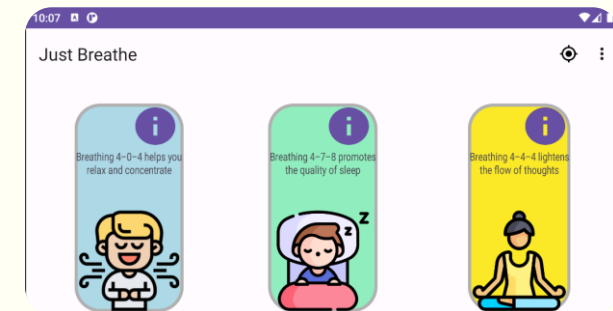 10:07
Just Breathe
i
i
i
Breathing 4-0-4 helps you
relax and concentrate
Breathing 4-7-8 promotes
the quality of sleep
Breathing 4-4-4 lightens
the flow of thoughts
z z